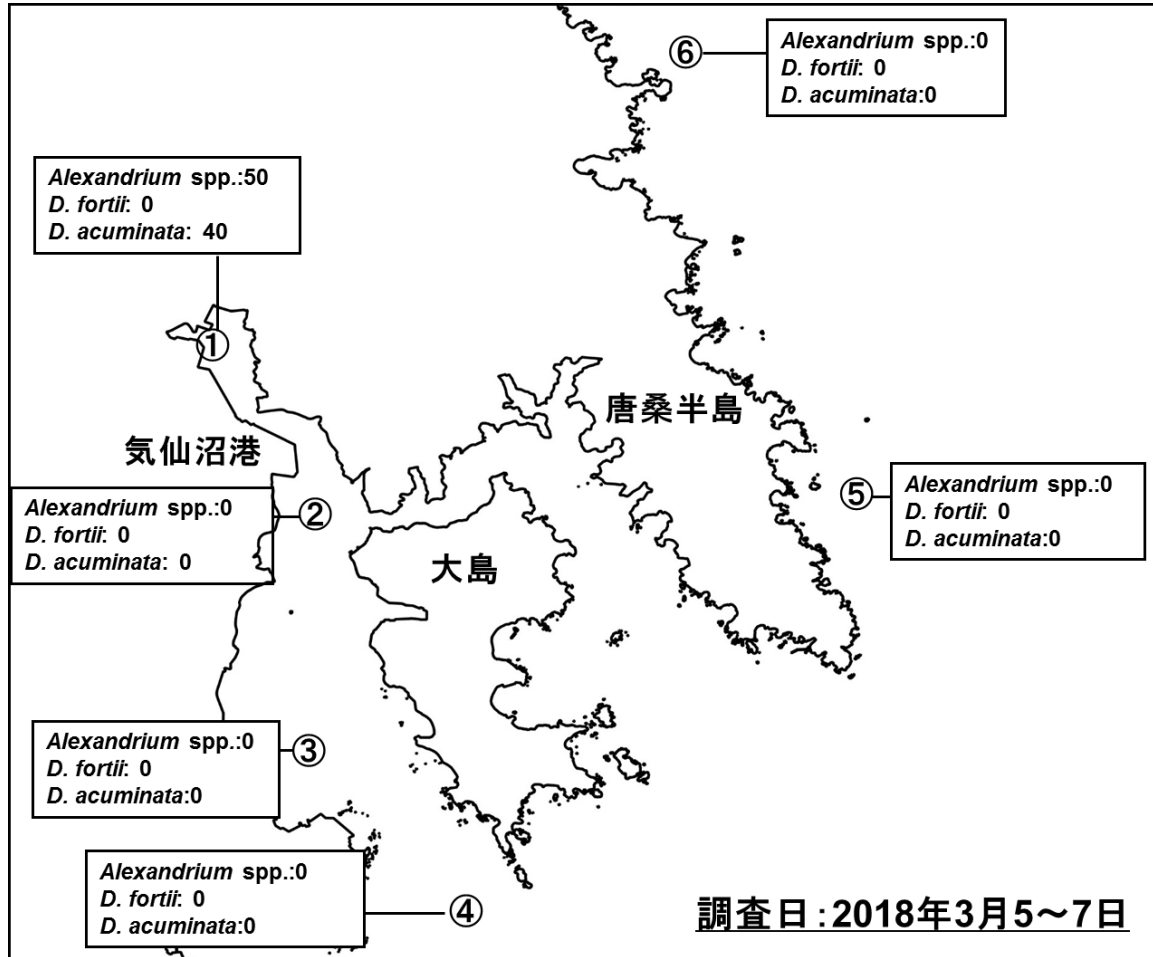 ⑥
Alexandrium spp.:0
D. fortii: 0
D. acuminata:0
Alexandrium spp.:50
D. fortii: 0
D. acuminata: 40
①
唐桑半島
気仙沼港
Alexandrium spp.:0
D. fortii: 0
D. acuminata: 0
②
⑤
Alexandrium spp.:0
D. fortii: 0
D. acuminata:0
大島
Alexandrium spp.:0
D. fortii: 0
D. acuminata:0
③
Alexandrium spp.:0
D. fortii: 0
D. acuminata:0
④
調査日:2018年3月5~7日